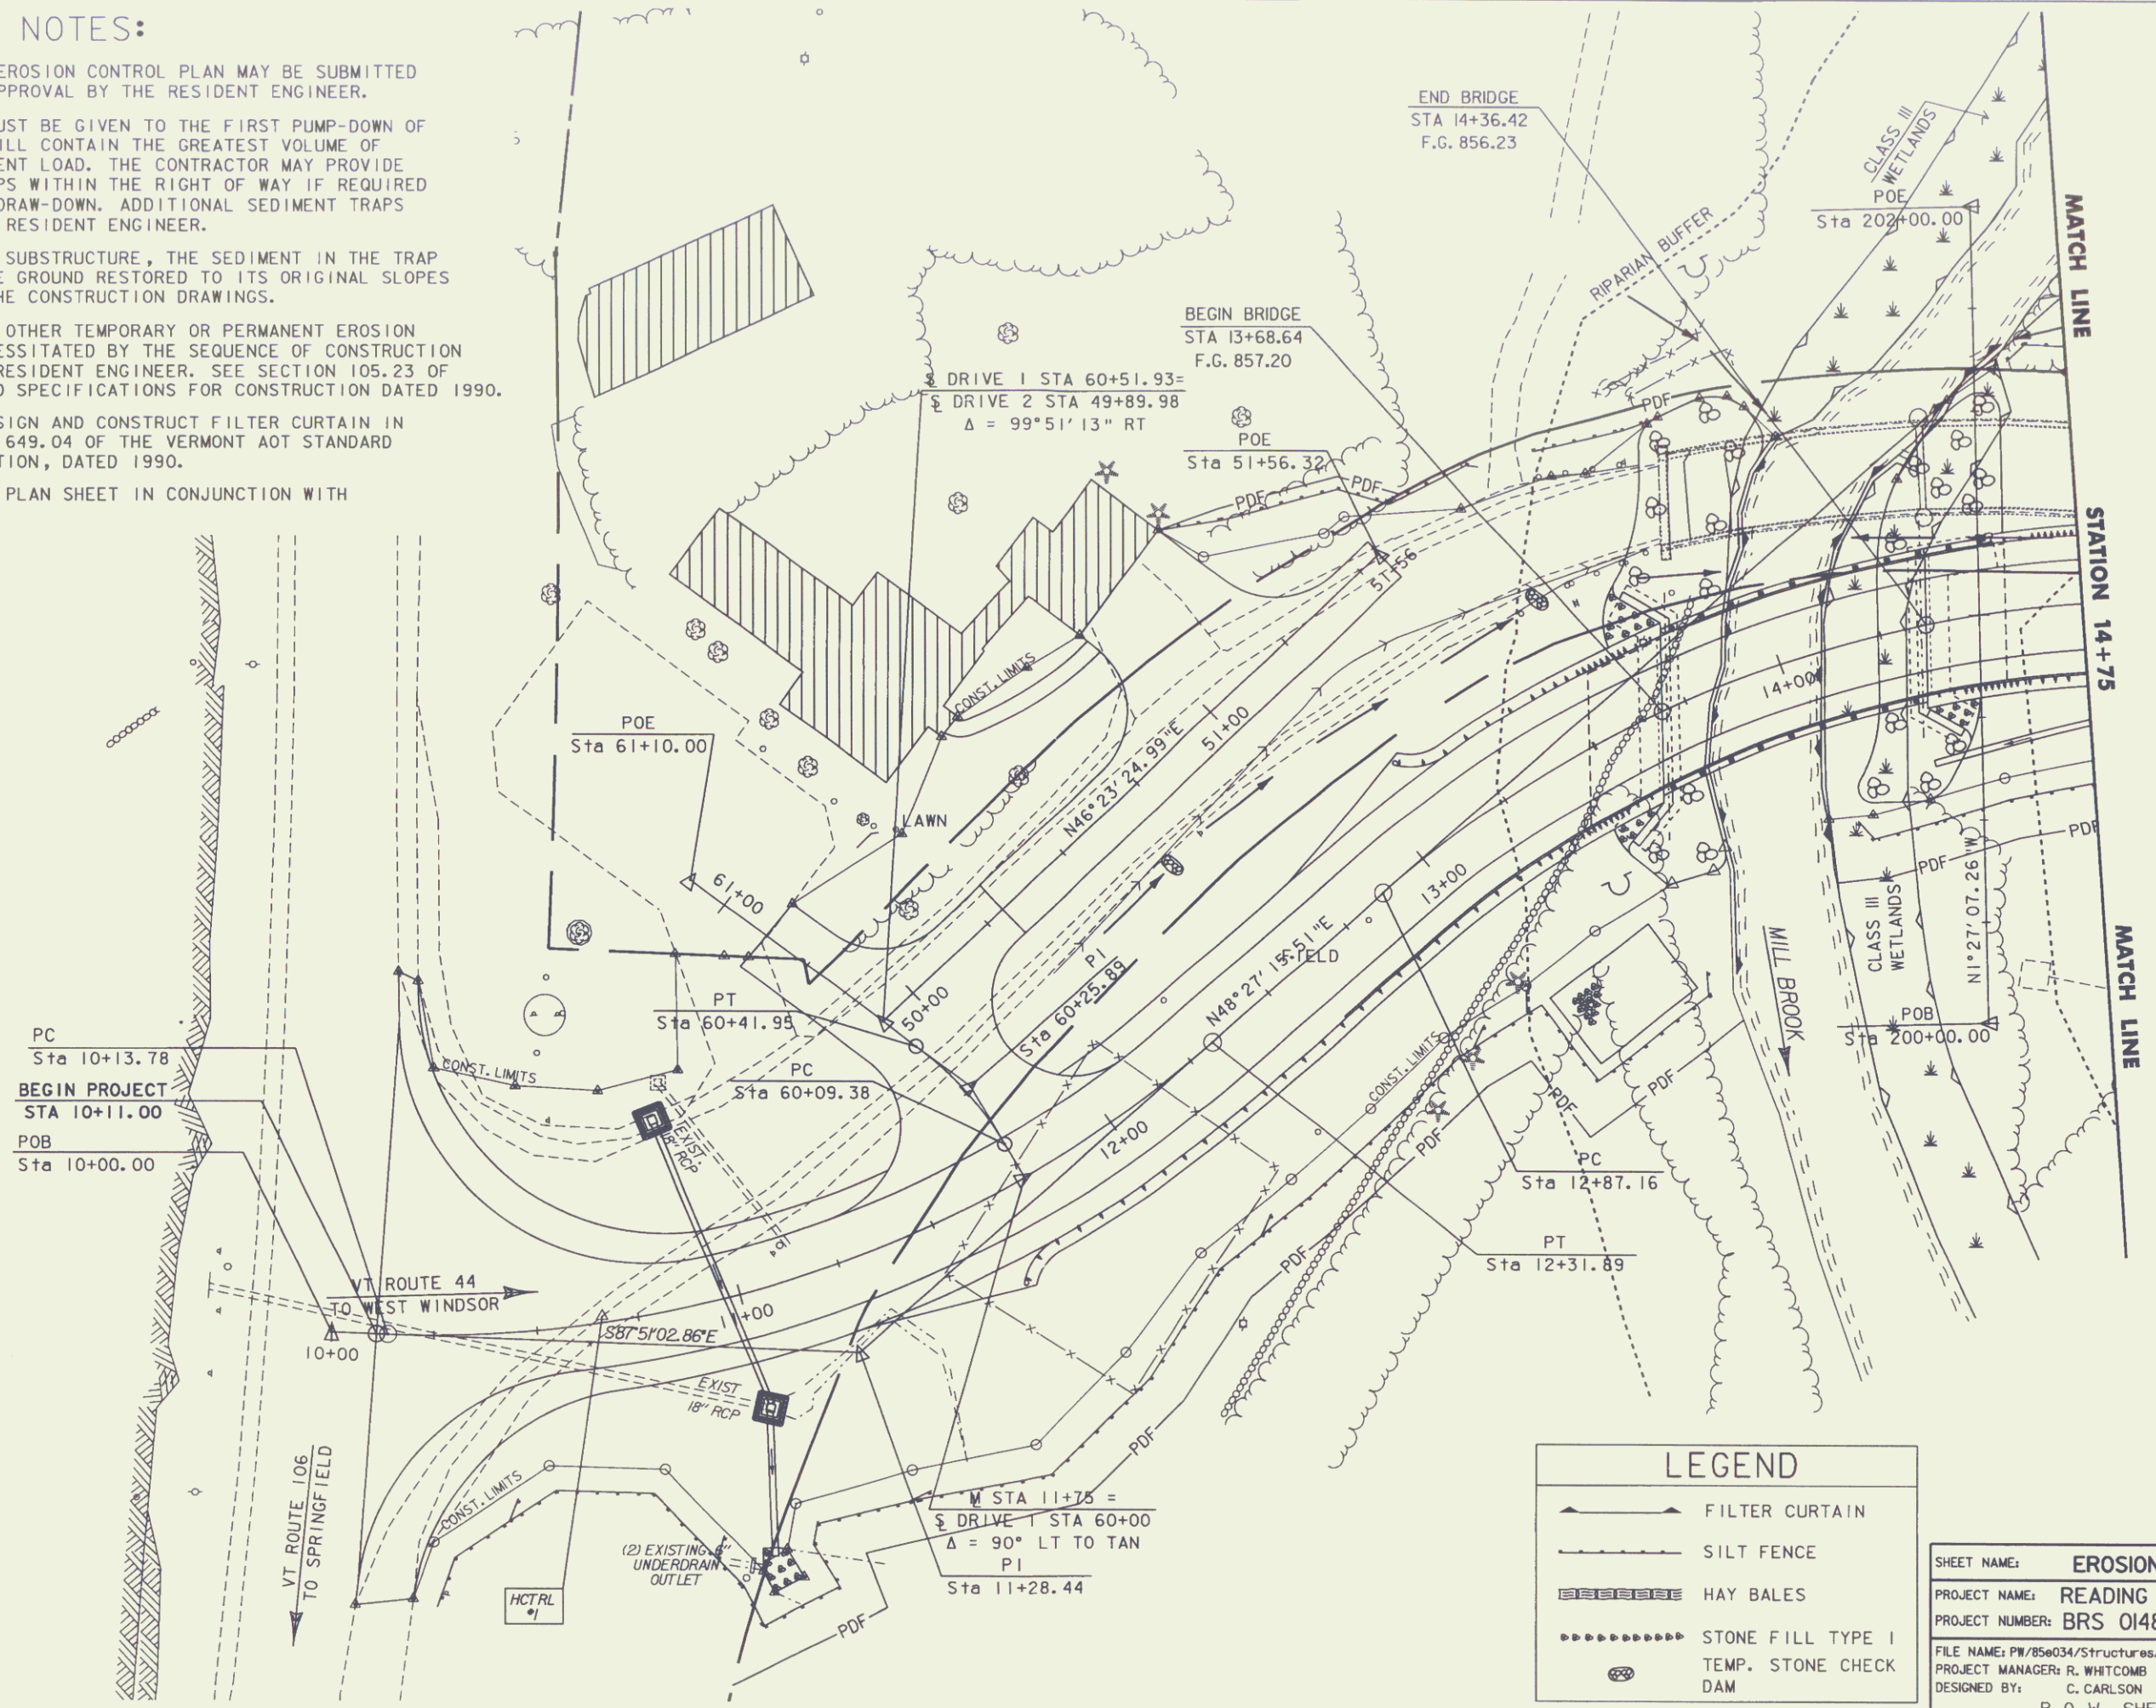 NOTES:
EROSION CONTROL PLAN MAY BE SUBMITTED
PPROVAL BY THE RESIDENT ENGINEER.
UST BE GIVEN TO THE FIRST PUMP-DOWN OF
ILL CONTAIN THE GREATEST VOLUME OF
ENT LOAD. THE CONTRACTOR MAY PROVIDE
PS WITHIN THE RIGHT OF WAY IF REQUIRED
DRAW-DOWN. ADDITIONAL SEDIMENT TRAPS
RESIDENT ENGINEER.
SUBSTRUCTURE, THE SEDIMENT IN THE TRAP
E GROUND RESTORED TO ITS ORIGINAL SLOPES
HE CONSTRUCTION DRAWINGS.
OTHER TEMPORARY OR PERMANENT EROSION
ESSITATED BY THE SEQUENCE OF CONSTRUCTION
RESIDENT ENGINEER. SEE SECTION 105.23 OF
D SPECIFICATIONS FOR CONSTRUCTION DATED 1990.
SIGN AND CONSTRUCT FILTER CURTAIN IN
649.04 OF THE VERMONT AOT STANDARD
TION, DATED 1990.
PLAN SHEET IN CONJUNCTION WITH
END BRIDGE
STA 14+36.42
F.G. 856.23
CLASS III
WETLANDS
POE
Sta 202+00.00
MATCH LINE
RIPARIAN BUFFER
BEGIN BRIDGE
STA 13+68.64
F.G. 857.20
DRIVE 1 STA 60+51.93=
DRIVE 2 STA 49+89.98
Δ = 99°51'13" RT
POE
Sta 51+56.32
PDF
PDF
PDF
STATION 14+75
51+56
CONST. LIMITS
POE
Sta 61+10.00
N46°23'24.99"E
51+00
14+00
LAWN
61+00
13+00
PDF
PDF
CLASS III
WETLANDS
N1°27'07.26"W
MILL BROOK
MATCH LINE
N48°27'15.51"E
FIELD
PI
Sta 60+25.89
50+00
PT
Sta 60+41.95
PC
Sta 60+09.38
POB
Sta 200+00.00
PC
Sta 10+13.78
BEGIN PROJECT
STA 10+11.00
POB
Sta 10+00.00
CONST. LIMITS
EXIST.
18" RCP
12+00
CONST. LIMITS
PDF
PDF
PDF
PC
Sta 12+87.16
PT
Sta 12+31.89
PDF
VT ROUTE 44
TO WEST WINDSOR
10+00
11+00
S87°51'02.86"E
EXIST
18" RCP
VT ROUTE 106
TO SPRINGFIELD
CONST. LIMITS
PDF
STA 11+75 =
DRIVE 1 STA 60+00
Δ = 90° LT TO TAN
PI
Sta 11+28.44
(2) EXISTING 6"
UNDERDRAIN
OUTLET
HCTRL
#1
PDF
LEGEND
FILTER CURTAIN
SILT FENCE
HAY BALES
STONE FILL TYPE I
TEMP. STONE CHECK
DAM
SHEET NAME: EROSION
PROJECT NAME: READING
PROJECT NUMBER: BRS 0148
FILE NAME: PW/85e034/Structures
PROJECT MANAGER: R. WHITCOMB
DESIGNED BY: C. CARLSON